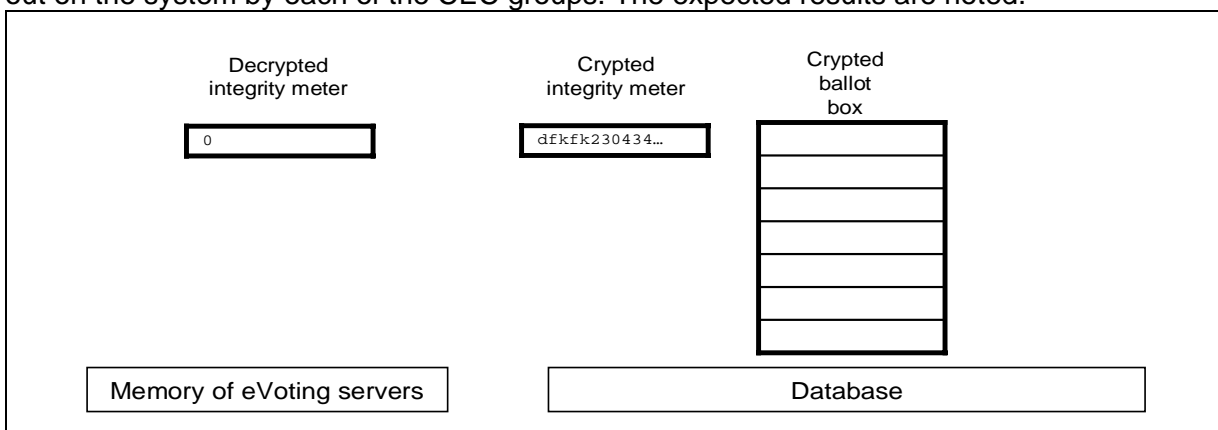 out on the system by each of the CEC groups. The expected results are noted.
Decrypted
integrity meter
Crypted
integrity meter
Crypted
ballot
box
0
dfkfk230434…
Memory of eVoting servers
Database